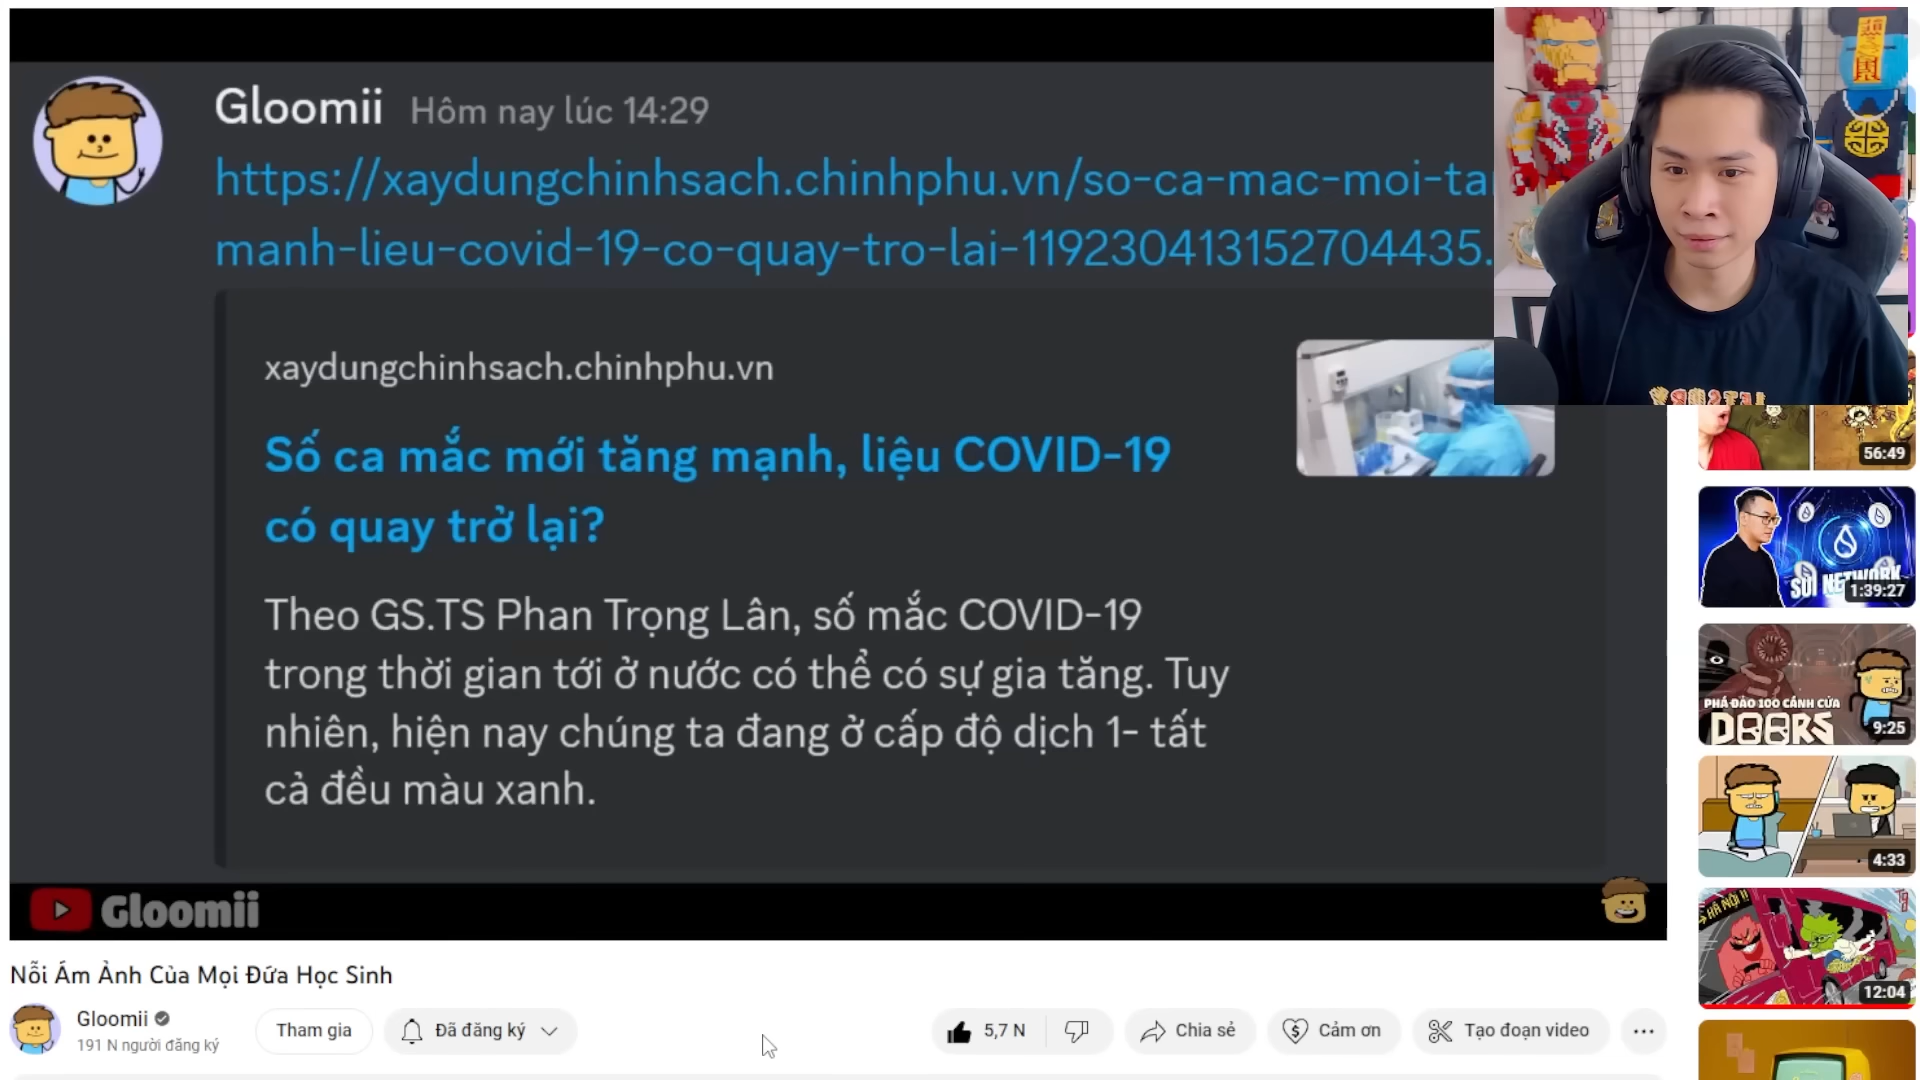 Gloomii Hôm nay lúc 14:29
https://xaydungchinhsach.chinhphu.vn/so-ca-mac-moi-ta
manh-lieu-covid-19-co-quay-tro-lai-119230413152704435.
xaydungchinhsach.chinhphu.vn
Số ca mắc mới tăng mạnh, liệu COVID-19
có quay trở lại?
Theo GS.TS Phan Trọng Lân, số mắc COVID-19
trong thời gian tới ở nước có thể có sự gia tăng. Tuy
nhiên, hiện nay chúng ta đang ở cấp độ dịch 1- tất
cả đều màu xanh.
Gloomii
Nỗi Ám Ảnh Của Mọi Đứa Học Sinh
Gloomii
191 N người đăng ký
Tham gia
Đã đăng ký
5,7 N
Chia sẻ
Cảm ơn
Tạo đoạn video
56:49
SUI NETWORK
1:39:27
PHÁ ĐẢO 100 CÁNH CỬA
DOORS
9:25
4:33
HÀ NỘI !!
12:04